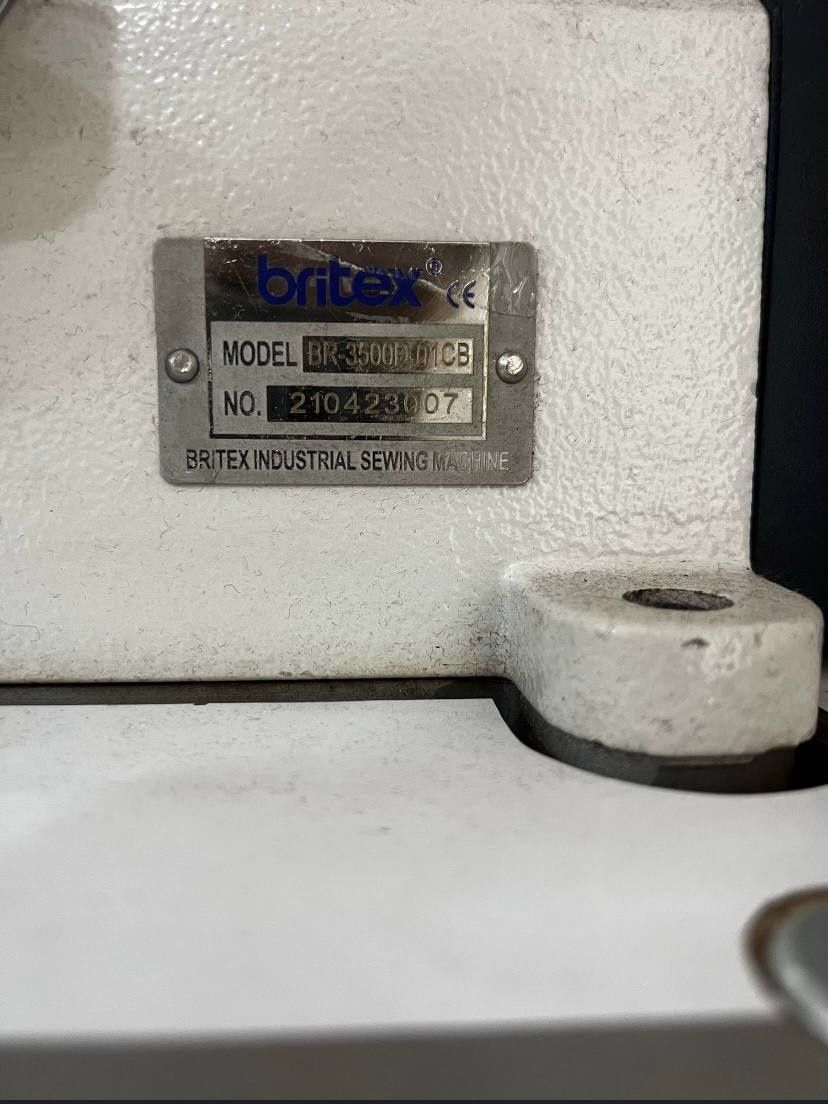 britex® CE
MODEL BR-3500D-01CB
NO. 210423007
BRITEX INDUSTRIAL SEWING MACHINE